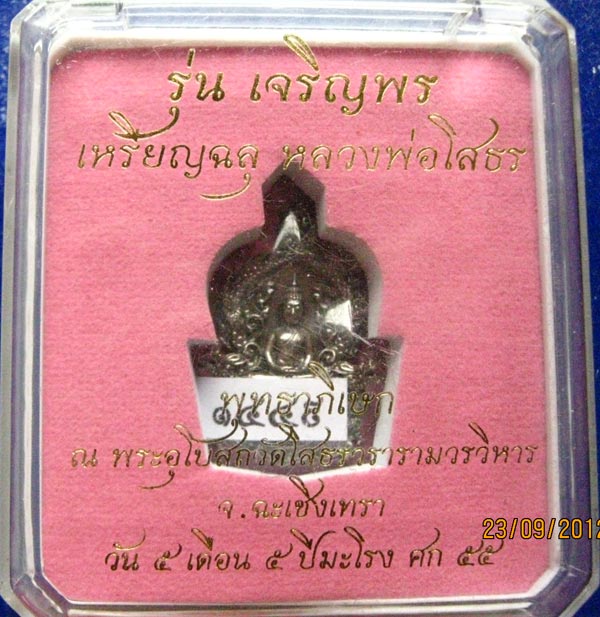 รุ่น เจริญพร
เหรียญฉลุ หลวงพ่อโสธร
พุทธาภิเษก
ณ พระอุโบสถวัดโสธรวรารามวรวิหาร
จ.ฉะเชิงเทรา
วัน ๕ เดือน ๕ ปีมะโรง ศก ๕๕
23/09/2012